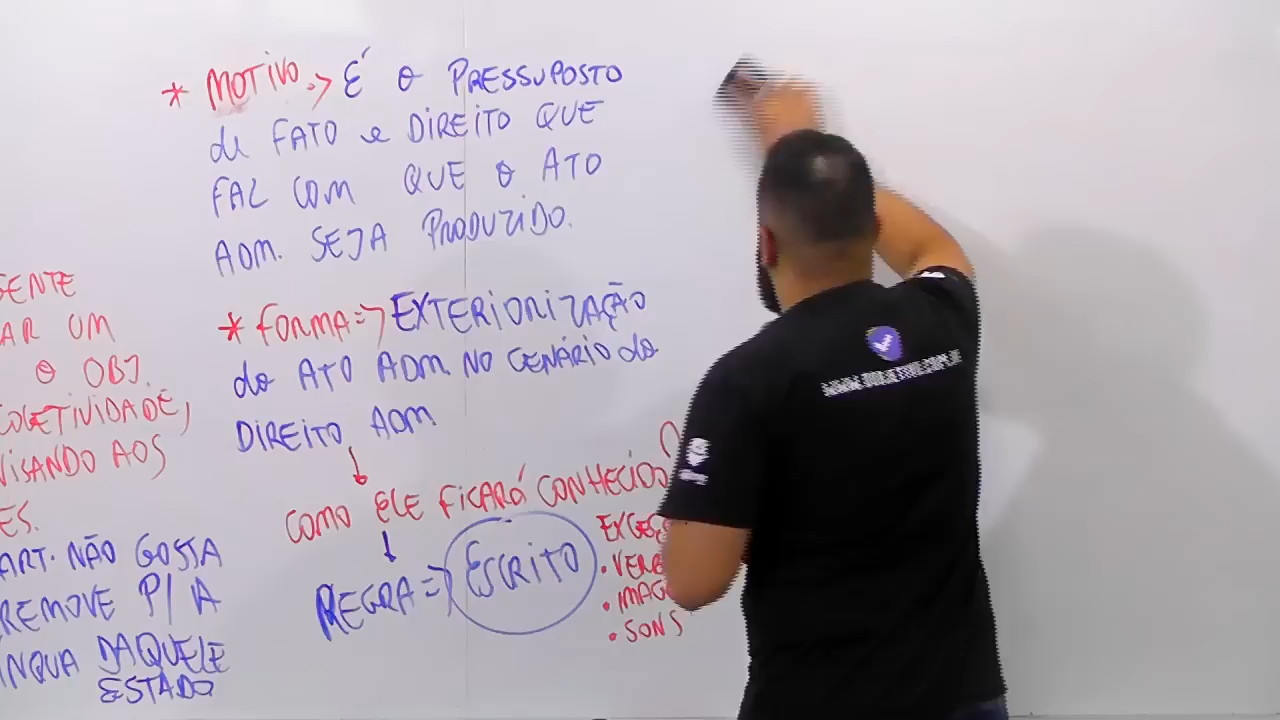 * MOTIVO => É O PRESSUPOSTO
de FATO e DIREITO QUE
FAZ COM QUE O ATO
ADM. SEJA PRODUZIDO.
* FORMA => EXTERIONIZAÇÃO
do ATO ADM. NO CENÁRIO do
DIREITO ADM
COMO ELE FICARÁ CONHECIDO
REGRA => ESCRITO
EXCEÇ
• VERB
• IMAG
• SONS
GENTE
AR UM
O OBJ.
COLETIVIDADE,
VISANDO AOS
ES.
ART. NÃO GOSTA
REMOVE P/ A
INQUA DAQUELE
ESTADO